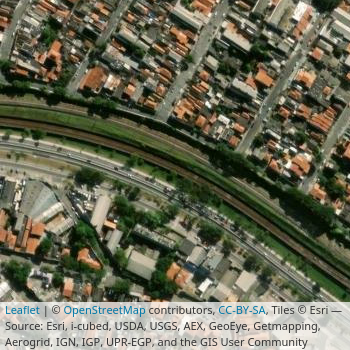 Leaflet | © OpenStreetMap contributors, CC-BY-SA, Tiles © Esri —
Source: Esri, i-cubed, USDA, USGS, AEX, GeoEye, Getmapping,
Aerogrid, IGN, IGP, UPR-EGP, and the GIS User Community